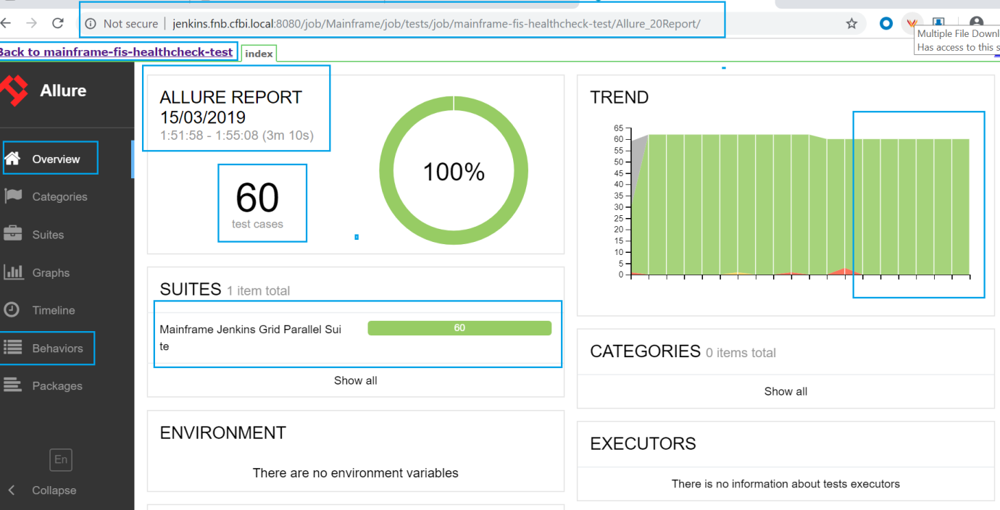 Not secure | jenkins.fnb.cfbi.local:8080/job/Mainframe/job/tests/job/mainframe-fis-healthcheck-test/Allure_20Report/
Multiple File Downl
Has access to this s
Back to mainframe-fis-healthcheck-test
index
Allure
Overview
Categories
Suites
Graphs
Timeline
Behaviors
Packages
En
Collapse
ALLURE REPORT
15/03/2019
1:51:58 - 1:55:08 (3m 10s)
60
test cases
100%
SUITES 1 item total
Mainframe Jenkins Grid Parallel Sui
te
60
Show all
ENVIRONMENT
There are no environment variables
TREND
65
60
55
50
45
40
35
30
25
20
15
10
5
0
CATEGORIES 0 items total
Show all
EXECUTORS
There is no information about tests executors